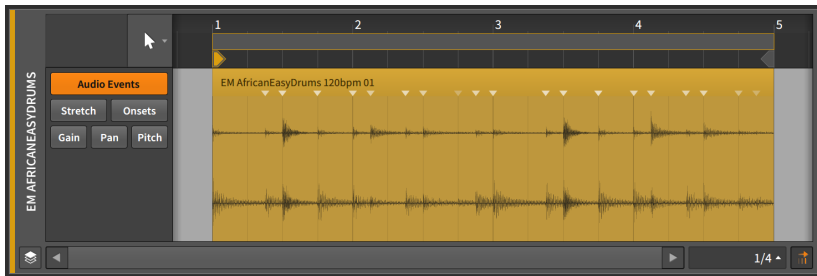 1 2 3 4 5
EM AFRICANEASYDRUMS
Audio Events
EM AfricanEasyDrums 120bpm 01
Stretch Onsets
Gain Pan Pitch
1/4